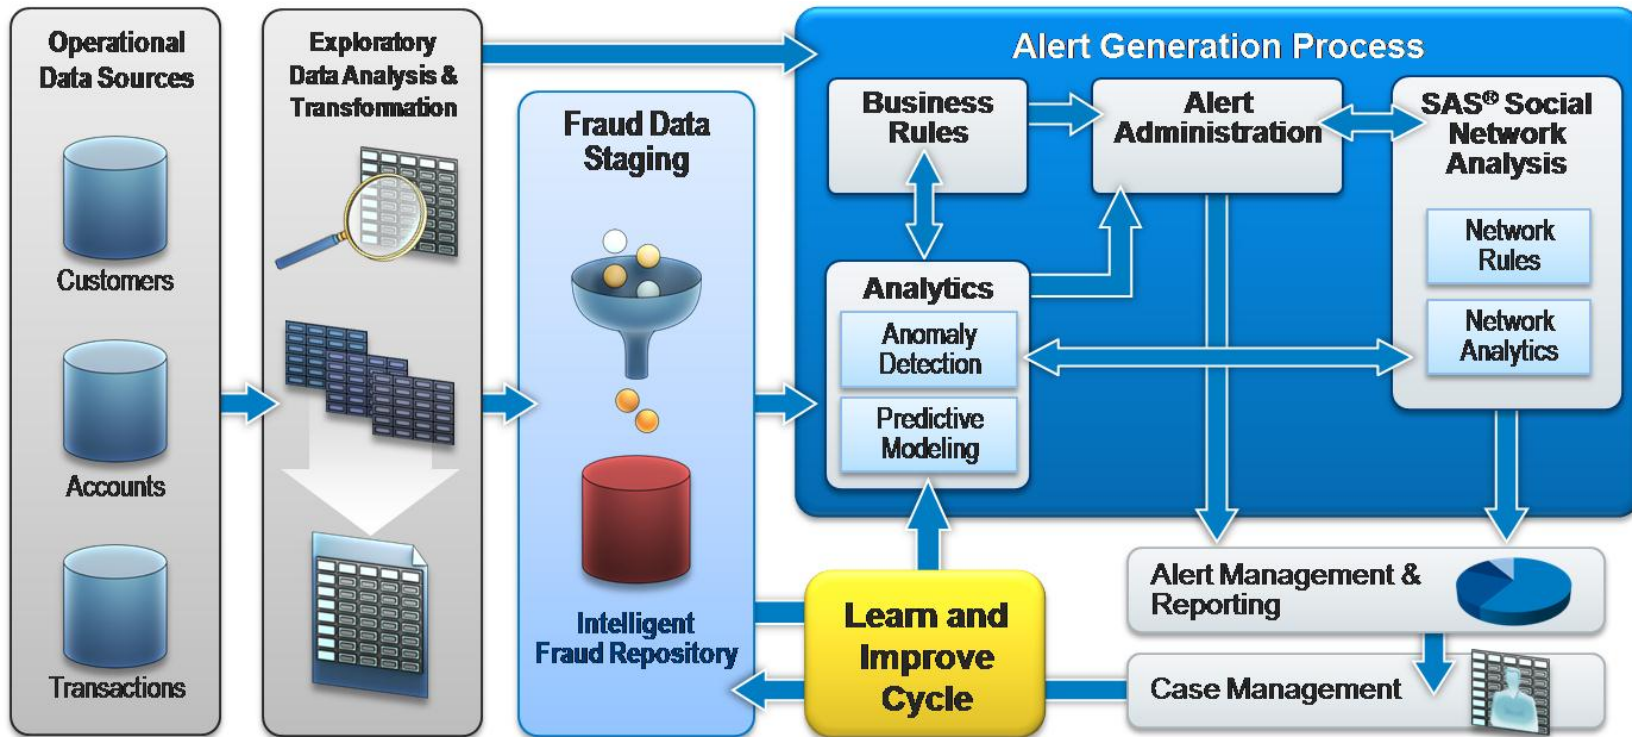 Operational
Data Sources
Customers
Accounts
Transactions
Exploratory
Data Analysis &
Transformation
Fraud Data
Staging
Intelligent
Fraud Repository
Alert Generation Process
Business
Rules
Alert
Administration
SAS® Social
Network
Analysis
Network
Rules
Network
Analytics
Analytics
Anomaly
Detection
Predictive
Modeling
Learn and
Improve
Cycle
Alert Management &
Reporting
Case Management